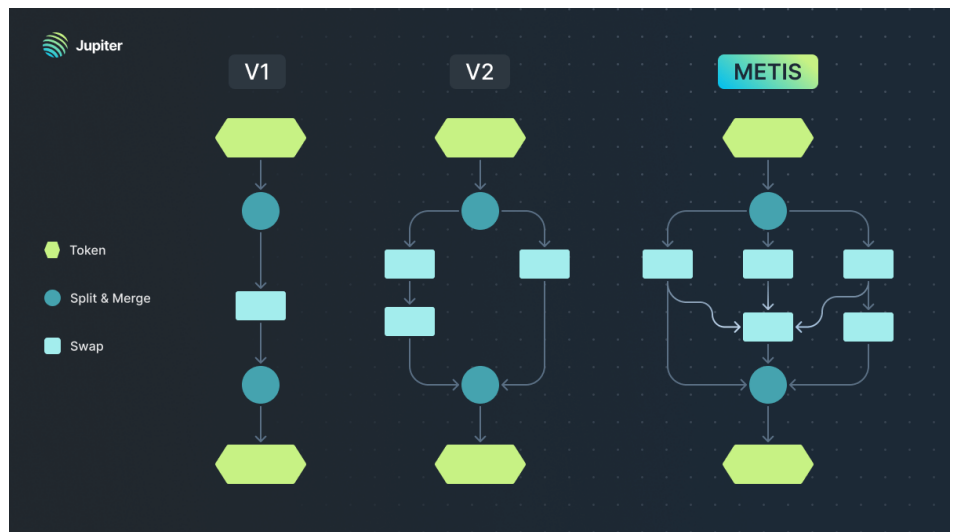 Jupiter
V1
V2
METIS
Token
Split & Merge
Swap